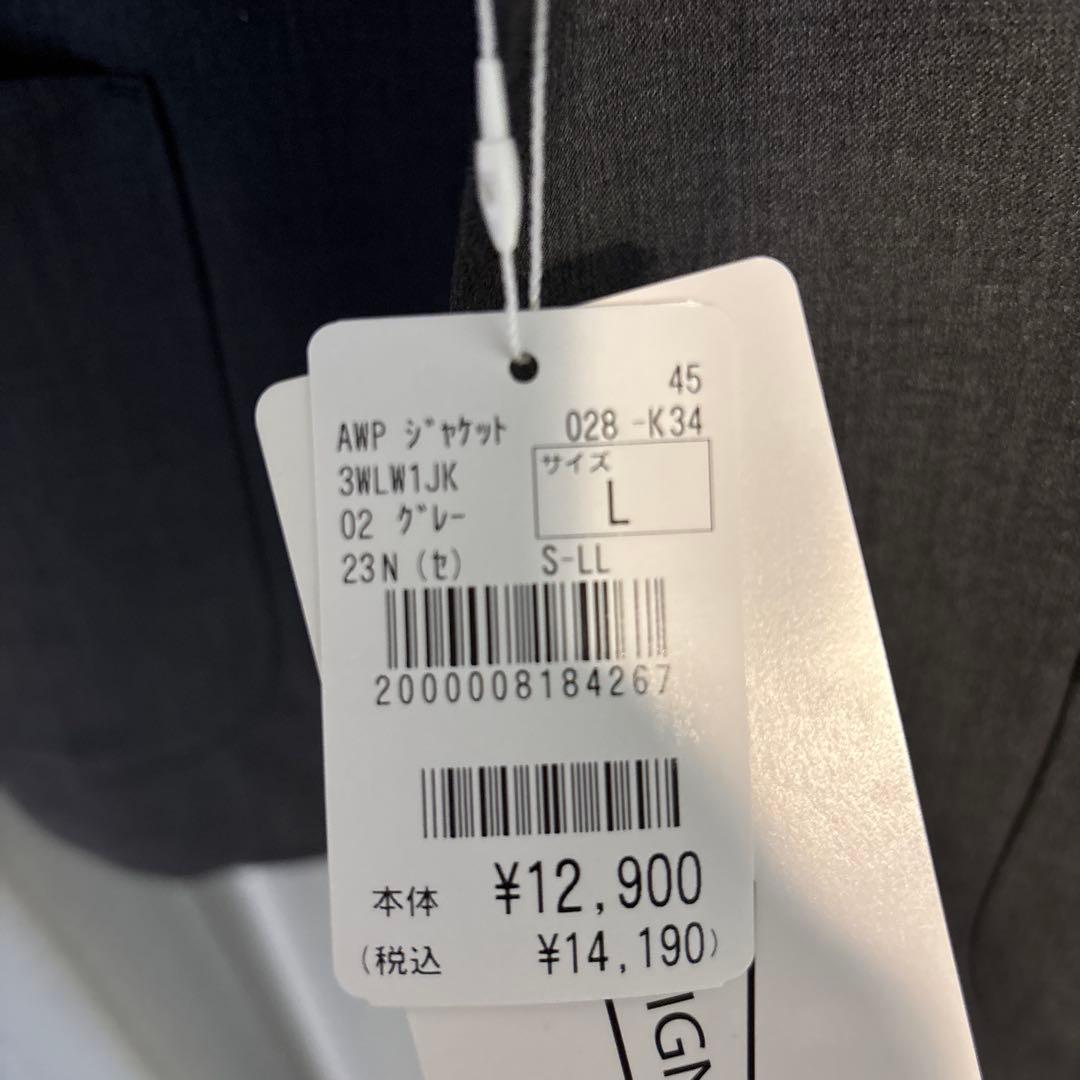 45
AWP ｼﾞｬｹｯﾄ 028 -K34
3WLW1JK サイズ
L
02 ｸﾞﾚｰ
23N (ｾ) S-LL
2000008184267
本体 ¥12,900
(税込 ¥14,190)
IGN